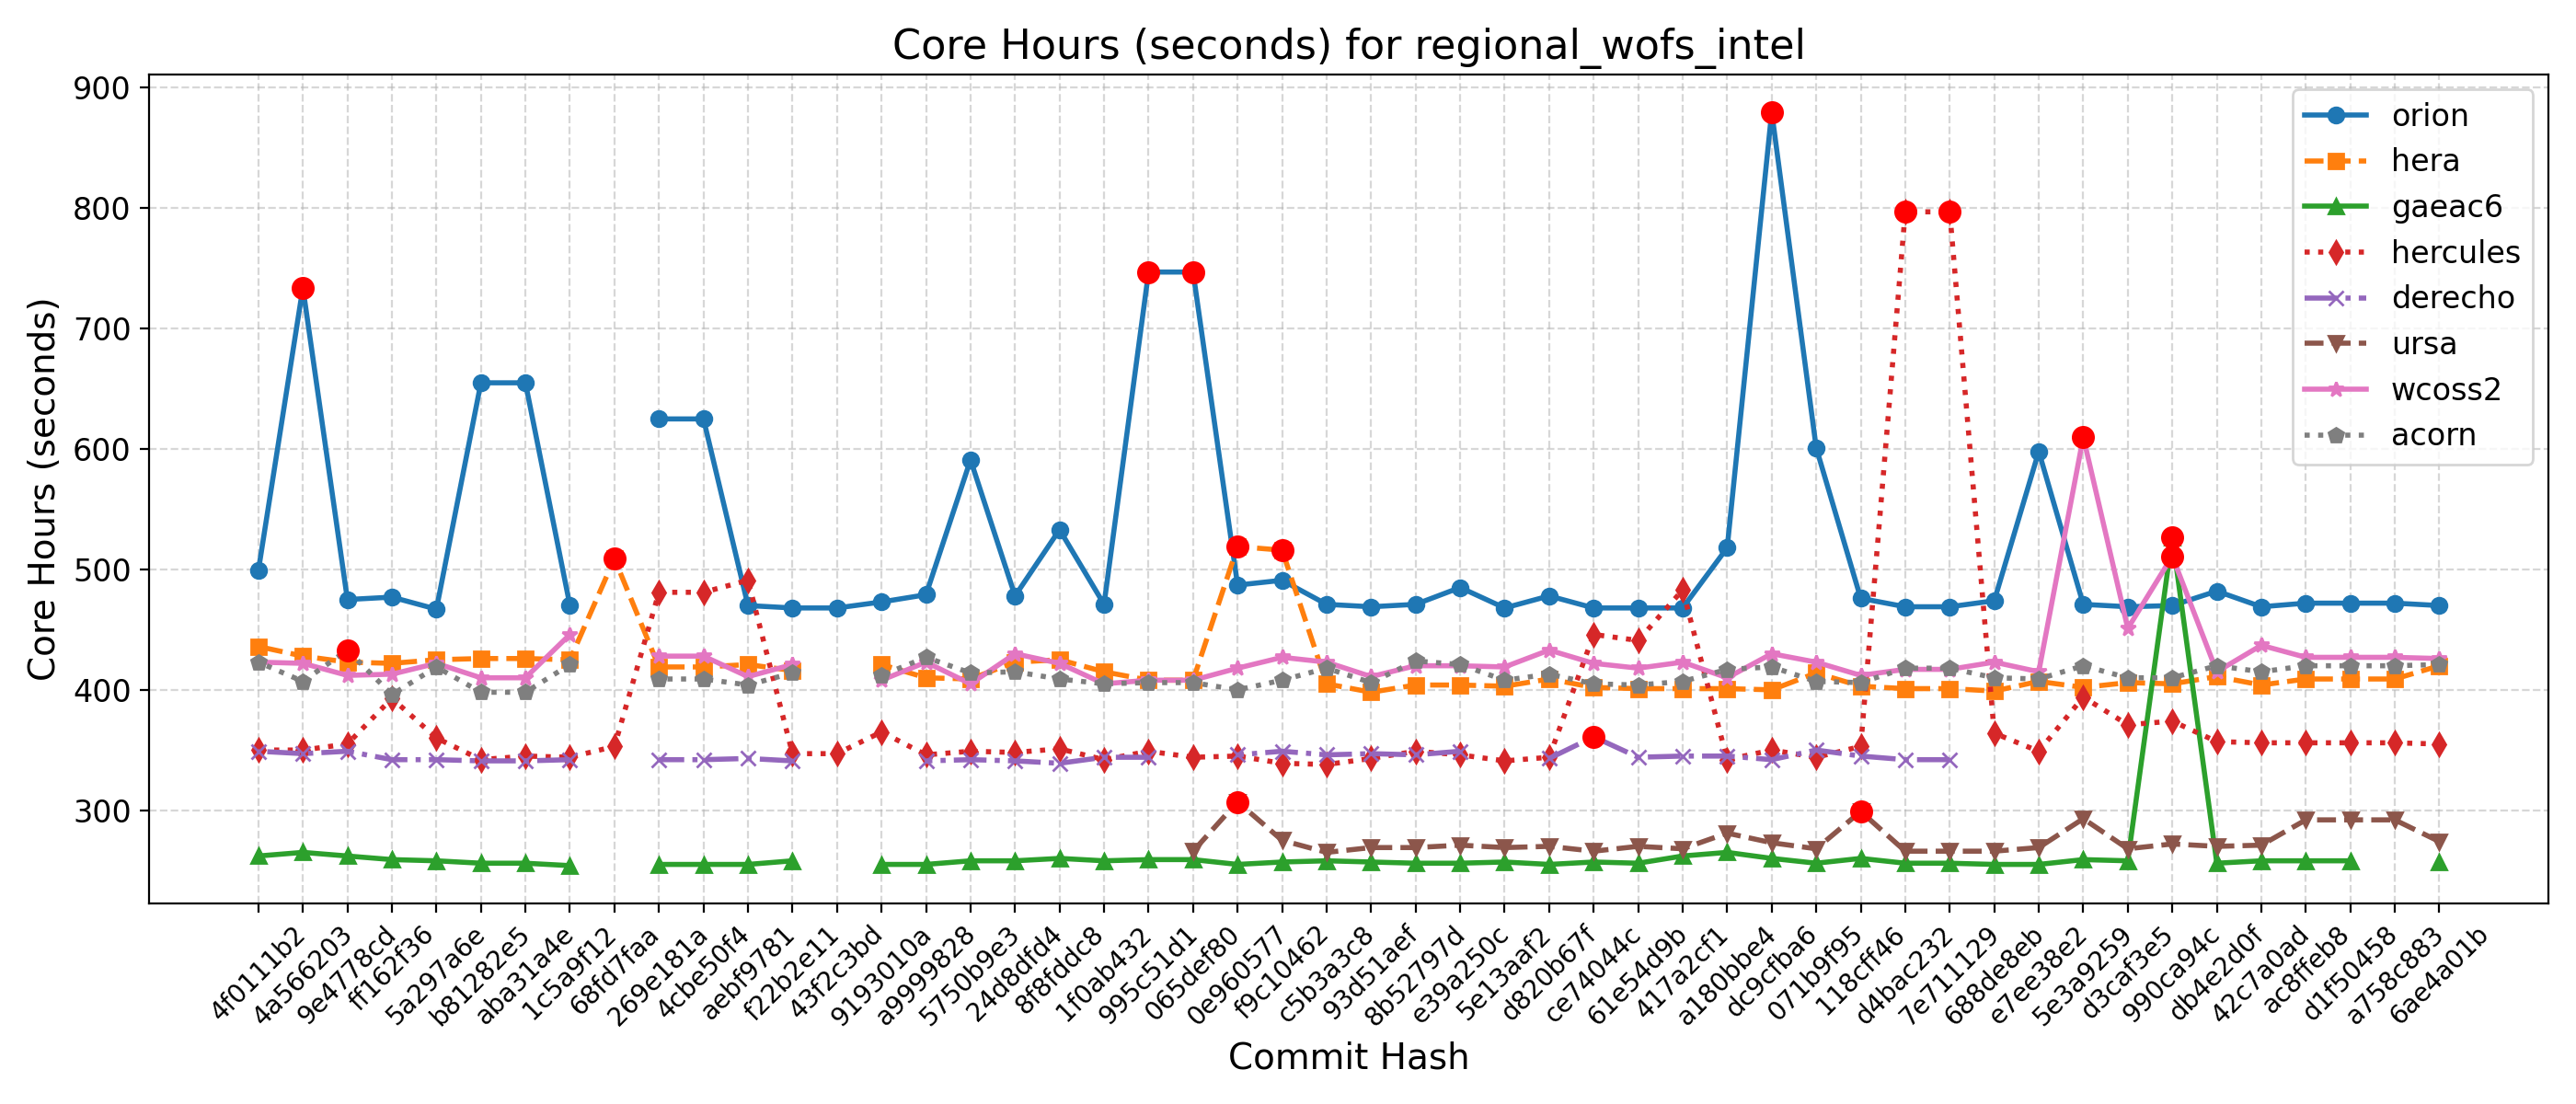 Core Hours (seconds) for regional_wofs_intel
Core Hours (seconds)
900
800
700
600
500
400
300
orion
hera
gaeac6
hercules
derecho
ursa
wcoss2
acorn
4f0111b2
4a566203
9e4778cd
ff162f36
5a297a6e
b81282e5
aba31a4e
1c5a9f12
68fd7faa
269e181a
4cbe50f4
aebf9781
f22b2e11
43f2c3bd
9193010a
a9999828
5750b9e3
24d8dfd4
8f8fddc8
1f0ab432
995c51d1
065def80
0e960577
f9c10462
c5b3a3c8
93d51aef
8b52797d
e39a250c
5e13aaf2
d820b67f
ce74044c
61e54d9b
417a2cf1
a180bbe4
dc9cfba6
071b9f95
118cff46
d4bac232
7e711129
688de8eb
e7ee38e2
5e3a9259
d3caf3e5
990ca94c
db4e2d0f
42c7a0ad
ac8ffeb8
d1f50458
a758c883
6ae4a01b
Commit Hash